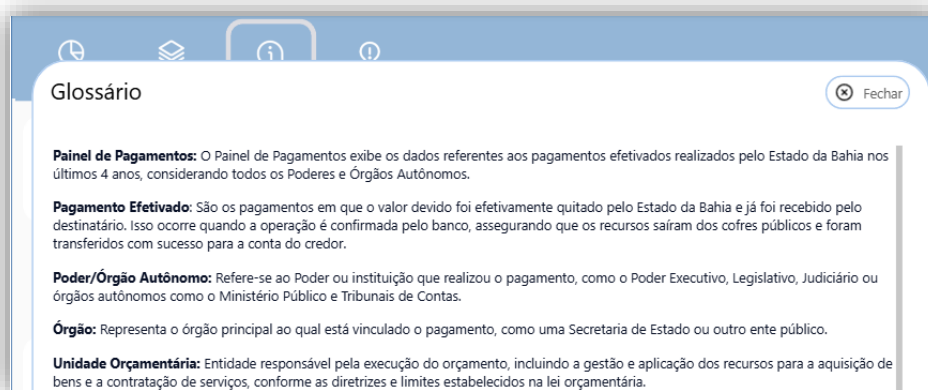 Glossário
Fechar
Painel de Pagamentos: O Painel de Pagamentos exibe os dados referentes aos pagamentos efetivados realizados pelo Estado da Bahia nos
últimos 4 anos, considerando todos os Poderes e Órgãos Autônomos.
Pagamento Efetivado: São os pagamentos em que o valor devido foi efetivamente quitado pelo Estado da Bahia e já foi recebido pelo
destinatário. Isso ocorre quando a operação é confirmada pelo banco, assegurando que os recursos saíram dos cofres públicos e foram
transferidos com sucesso para a conta do credor.
Poder/Órgão Autônomo: Refere-se ao Poder ou instituição que realizou o pagamento, como o Poder Executivo, Legislativo, Judiciário ou
órgãos autônomos como o Ministério Público e Tribunais de Contas.
Órgão: Representa o órgão principal ao qual está vinculado o pagamento, como uma Secretaria de Estado ou outro ente público.
Unidade Orçamentária: Entidade responsável pela execução do orçamento, incluindo a gestão e aplicação dos recursos para a aquisição de
bens e a contratação de serviços, conforme as diretrizes e limites estabelecidos na lei orçamentária.